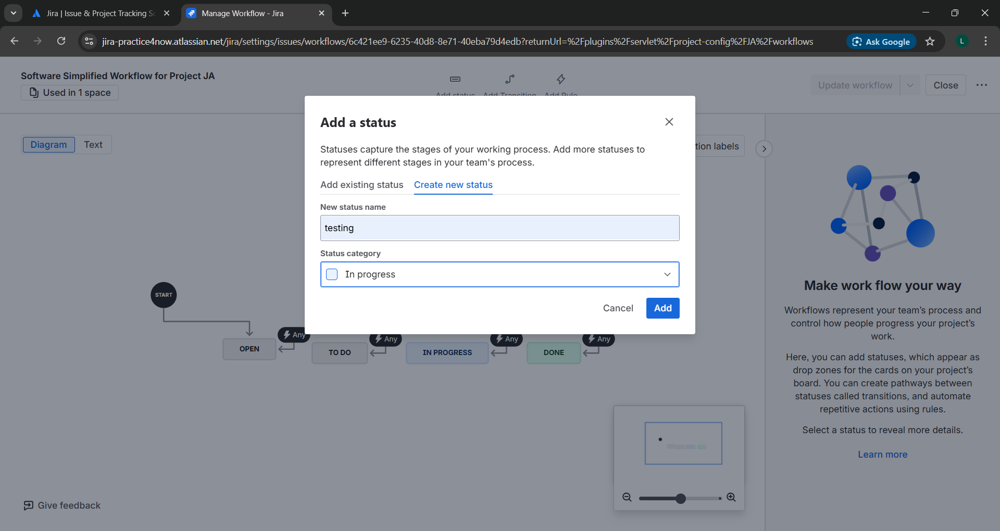 Jira | Issue & Project Tracking So
Manage Workflow - Jira
jira-practice4now.atlassian.net/jira/settings/issues/workflows/6c421ee9-6235-40d8-8e71-40eba79d4edb?returnUrl=%2Fplugins%2Fservlet%2Fproject-config%2FJA%2Fworkflows
Ask Google
L
Software Simplified Workflow for Project JA
Used in 1 space
Add status
Add Transition
Add Rule
Update workflow
Close
Diagram
Text
tion labels
Add a status
Statuses capture the stages of your working process. Add more statuses to
represent different stages in your team's process.
Add existing status
Create new status
New status name
testing
Status category
In progress
Cancel
Add
START
OPEN
Any
TO DO
Any
IN PROGRESS
Any
DONE
Any
Make work flow your way
Workflows represent your team's process and
control how people progress your project's
work.
Here, you can add statuses, which appear as
drop zones for the cards on your project's
board. You can create pathways between
statuses called transitions, and automate
repetitive actions using rules.
Select a status to reveal more details.
Learn more
Give feedback